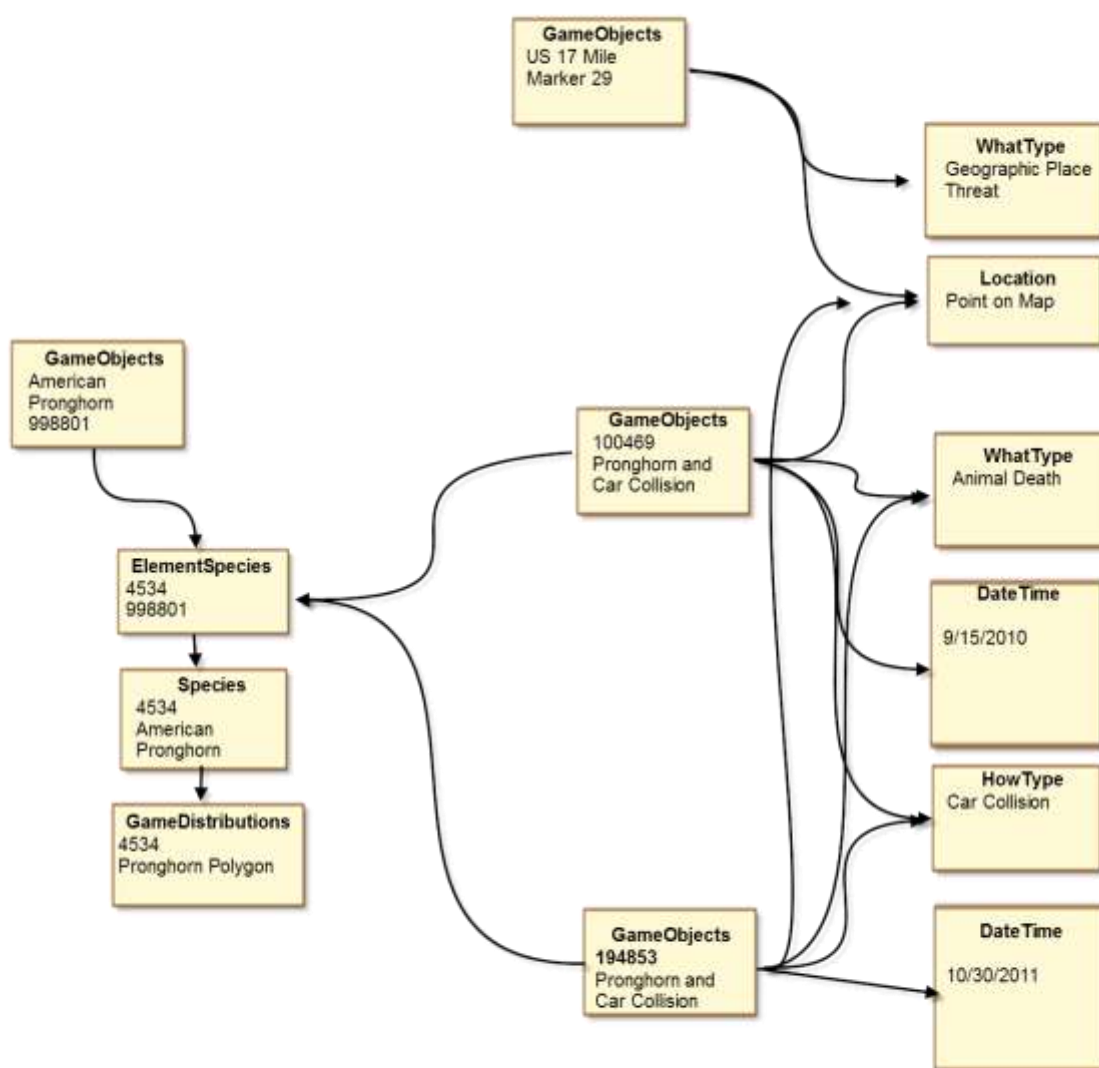 GameObjects
US 17 Mile
Marker 29
WhatType
Geographic Place
Threat
Location
Point on Map
GameObjects
American
Pronghorn
998801
GameObjects
100469
Pronghorn and
Car Collision
WhatType
Animal Death
ElementSpecies
4534
998801
DateTime
9/15/2010
Species
4534
American
Pronghorn
HowType
Car Collision
GameDistributions
4534
Pronghorn Polygon
GameObjects
194853
Pronghorn and
Car Collision
DateTime
10/30/2011